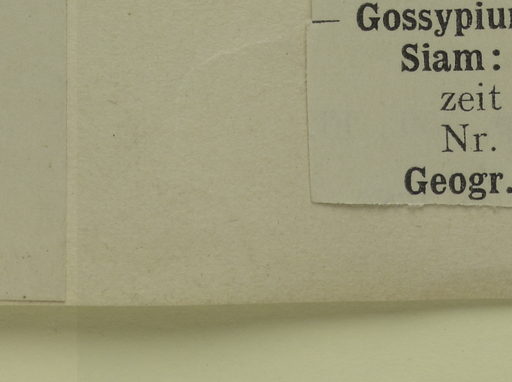 — Gossypiu
Siam:
zeit
Nr.
Geogr.